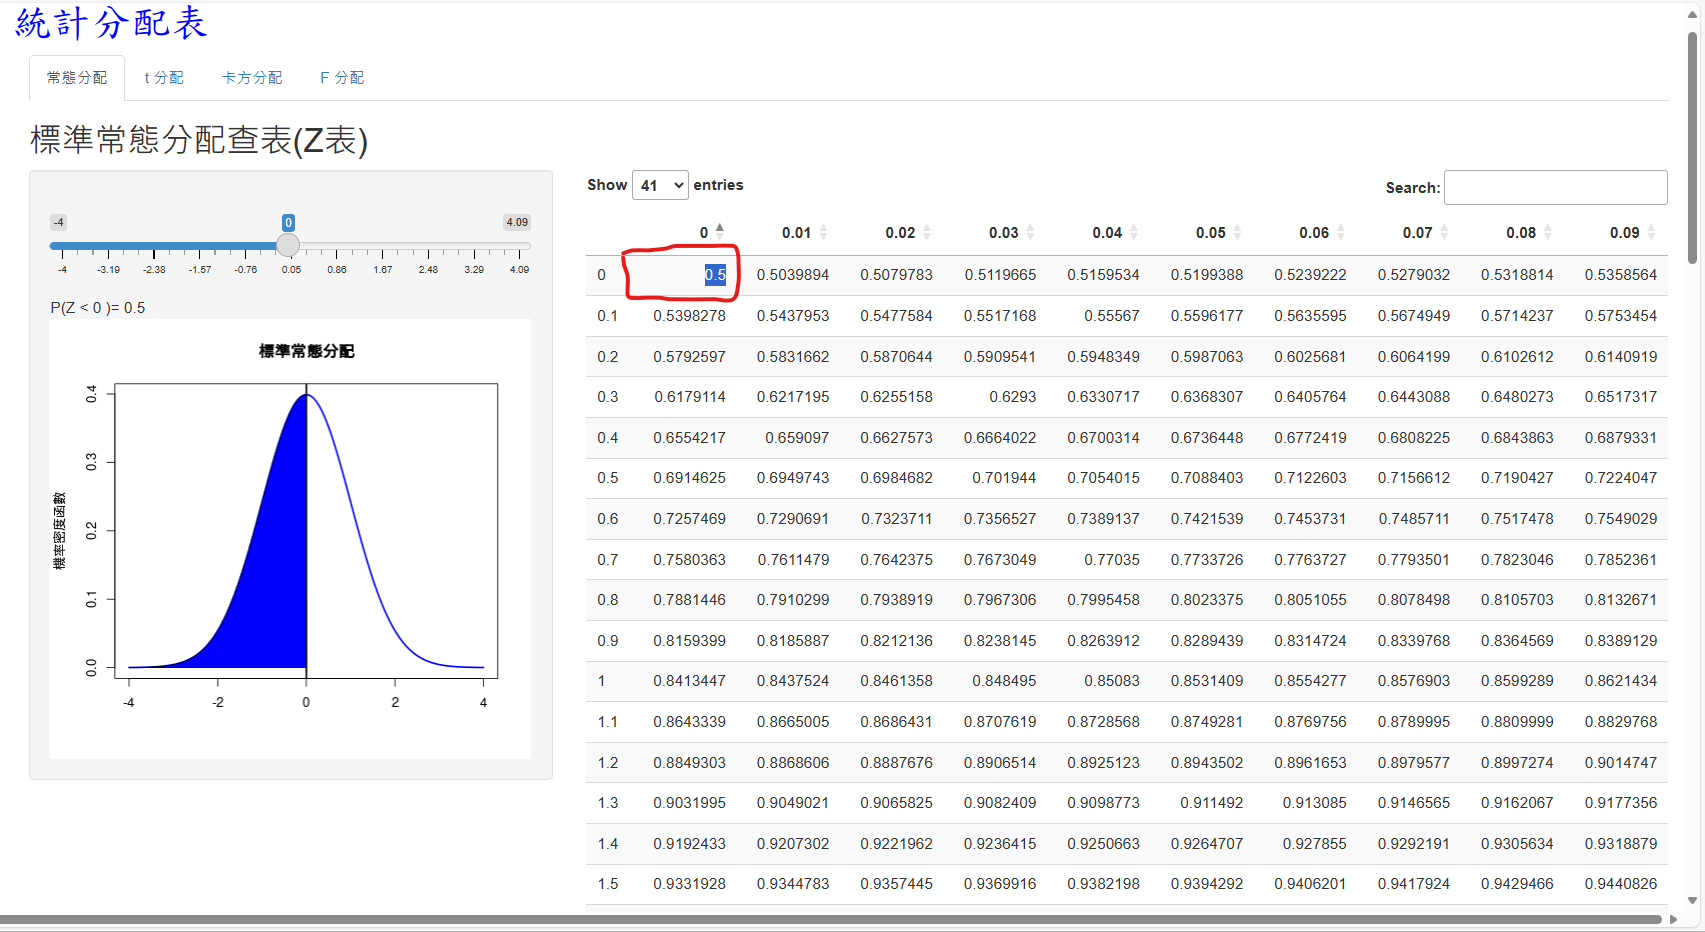 統計分配表
常態分配 t 分配 卡方分配 F 分配
標準常態分配查表(Z表)
-4 0 4.09
-4 -3.19 -2.38 -1.57 -0.76 0.05 0.86 1.67 2.48 3.29 4.09
P(Z < 0 )= 0.5
標準常態分配
機率密度函數
0.4
0.3
0.2
0.1
0.0
-4 -2 0 2 4
Show 41 entries
Search:
0 0.01 0.02 0.03 0.04 0.05 0.06 0.07 0.08 0.09
0 0.5 0.5039894 0.5079783 0.5119665 0.5159534 0.5199388 0.5239222 0.5279032 0.5318814 0.5358564
0.1 0.5398278 0.5437953 0.5477584 0.5517168 0.55567 0.5596177 0.5635595 0.5674949 0.5714237 0.5753454
0.2 0.5792597 0.5831662 0.5870644 0.5909541 0.5948349 0.5987063 0.6025681 0.6064199 0.6102612 0.6140919
0.3 0.6179114 0.6217195 0.6255158 0.6293 0.6330717 0.6368307 0.6405764 0.6443088 0.6480273 0.6517317
0.4 0.6554217 0.659097 0.6627573 0.6664022 0.6700314 0.6736448 0.6772419 0.6808225 0.6843863 0.6879331
0.5 0.6914625 0.6949743 0.6984682 0.701944 0.7054015 0.7088403 0.7122603 0.7156612 0.7190427 0.7224047
0.6 0.7257469 0.7290691 0.7323711 0.7356527 0.7389137 0.7421539 0.7453731 0.7485711 0.7517478 0.7549029
0.7 0.7580363 0.7611479 0.7642375 0.7673049 0.77035 0.7733726 0.7763727 0.7793501 0.7823046 0.7852361
0.8 0.7881446 0.7910299 0.7938919 0.7967306 0.7995458 0.8023375 0.8051055 0.8078498 0.8105703 0.8132671
0.9 0.8159399 0.8185887 0.8212136 0.8238145 0.8263912 0.8289439 0.8314724 0.8339768 0.8364569 0.8389129
1 0.8413447 0.8437524 0.8461358 0.848495 0.85083 0.8531409 0.8554277 0.8576903 0.8599289 0.8621434
1.1 0.8643339 0.8665005 0.8686431 0.8707619 0.8728568 0.8749281 0.8769756 0.8789995 0.8809999 0.8829768
1.2 0.8849303 0.8868606 0.8887676 0.8906514 0.8925123 0.8943502 0.8961653 0.8979577 0.8997274 0.9014747
1.3 0.9031995 0.9049021 0.9065825 0.9082409 0.9098773 0.911492 0.913085 0.9146565 0.9162067 0.9177356
1.4 0.9192433 0.9207302 0.9221962 0.9236415 0.9250663 0.9264707 0.927855 0.9292191 0.9305634 0.9318879
1.5 0.9331928 0.9344783 0.9357445 0.9369916 0.9382198 0.9394292 0.9406201 0.9417924 0.9429466 0.9440826